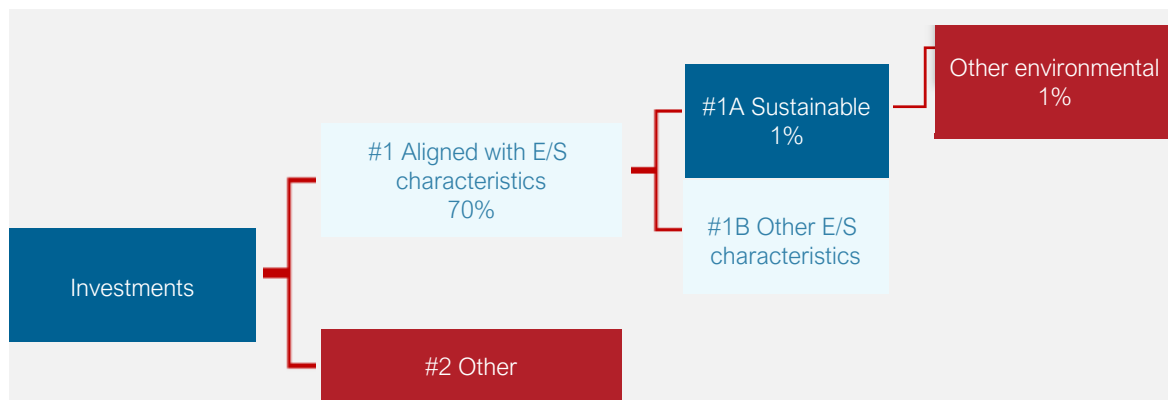 Investments
#1 Aligned with E/S
characteristics
70%
#2 Other
#1A Sustainable
1%
#1B Other E/S
characteristics
Other environmental
1%